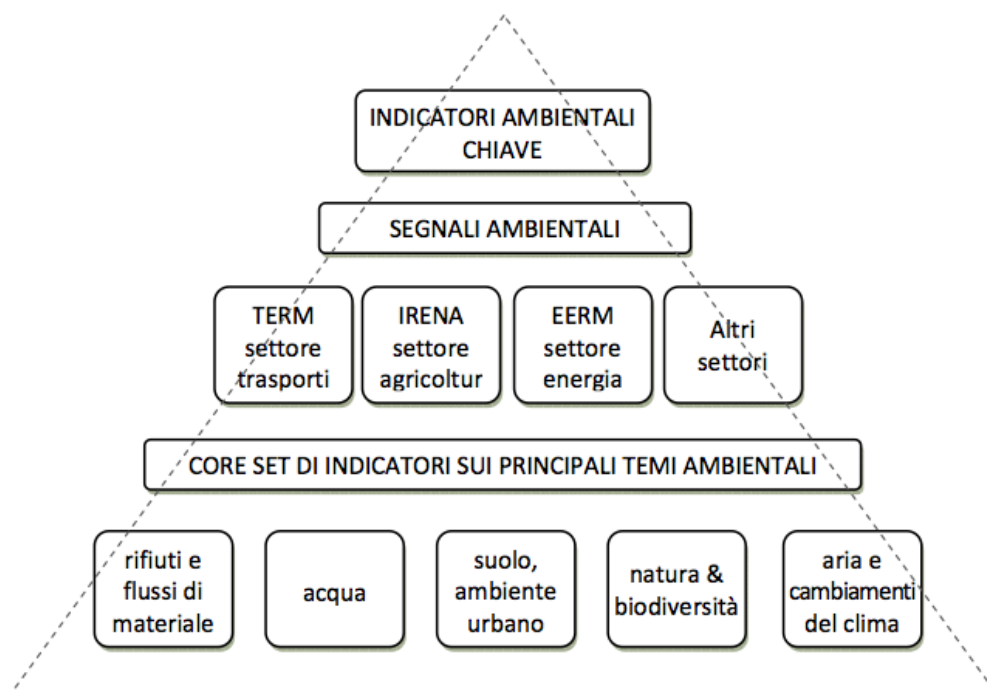 INDICATORI AMBIENTALI
CHIAVE
SEGNALI AMBIENTALI
TERM
settore
trasporti
IRENA
settore
agricoltur
EERM
settore
energia
Altri
settori
CORE SET DI INDICATORI SUI PRINCIPALI TEMI AMBIENTALI
rifiuti e
flussi di
materiale
acqua
suolo,
ambiente
urbano
natura &
biodiversità
aria e
cambiamenti
del clima